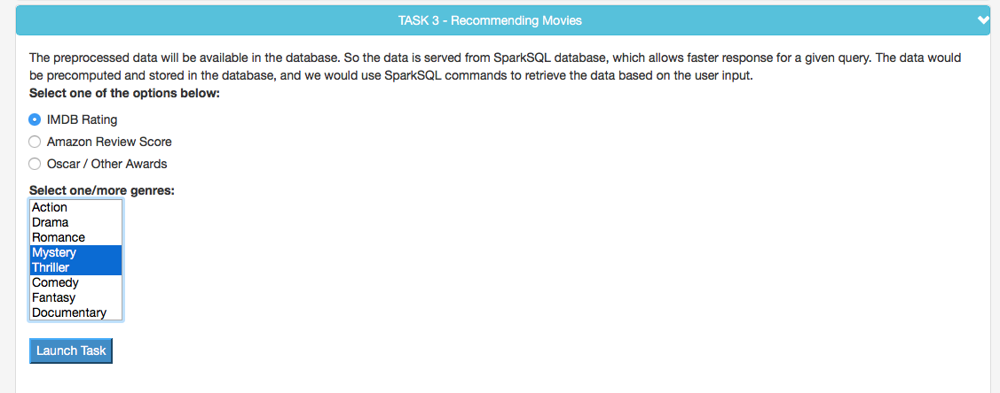 TASK 3 - Recommending Movies
The preprocessed data will be available in the database. So the data is served from SparkSQL database, which allows faster response for a given query. The data would
be precomputed and stored in the database, and we would use SparkSQL commands to retrieve the data based on the user input.
Select one of the options below:
IMDB Rating
Amazon Review Score
Oscar / Other Awards
Select one/more genres:
Action
Drama
Romance
Mystery
Thriller
Comedy
Fantasy
Documentary
Launch Task